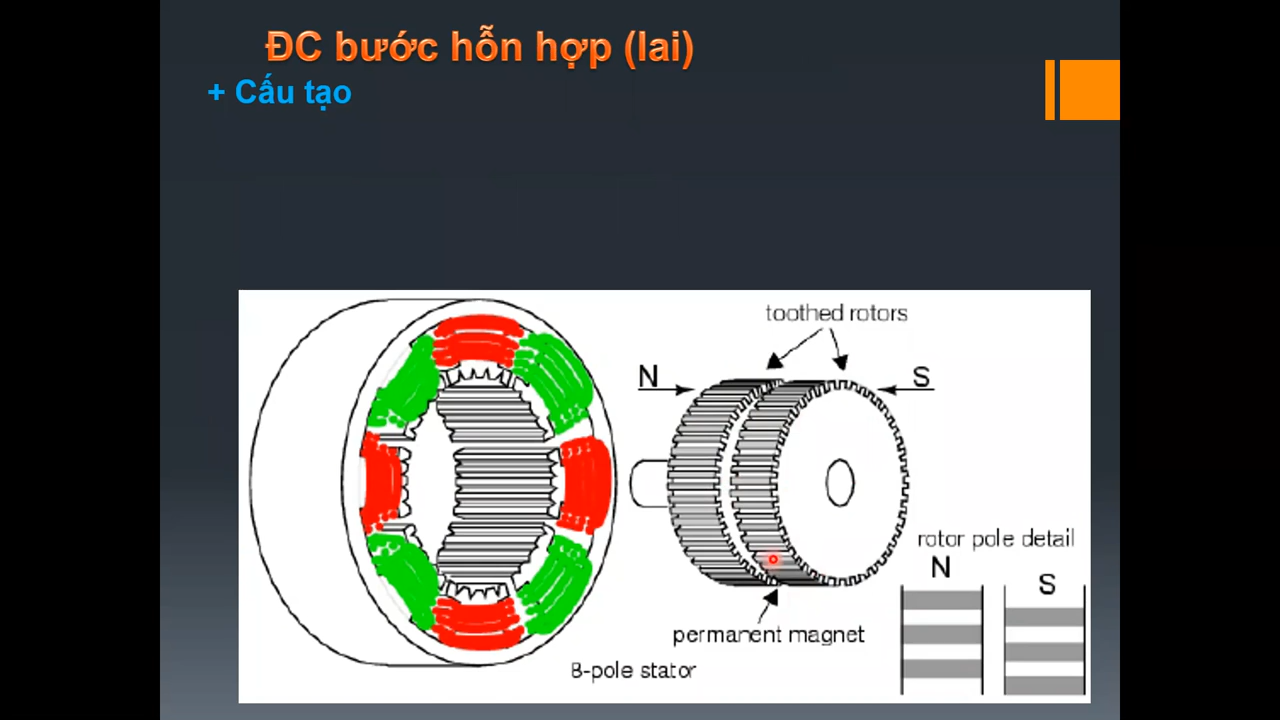 ĐC bước hỗn hợp (lai)
+ Cấu tạo
toothed rotors
N
S
rotor pole detail
N
S
permanent magnet
8-pole stator